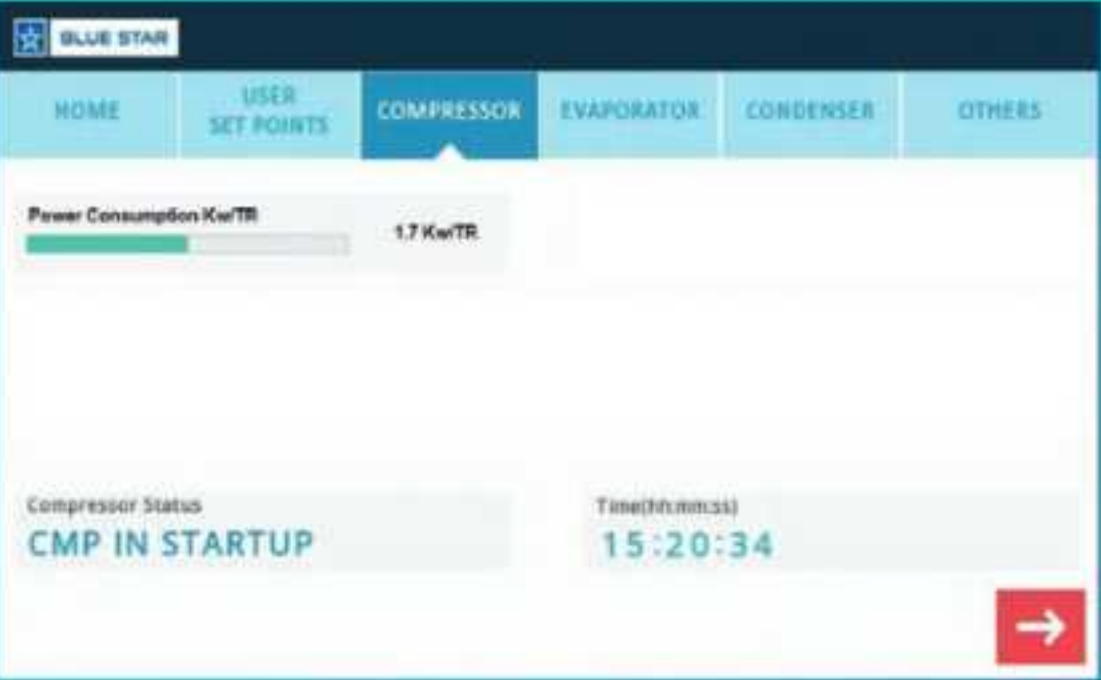 BLUE STAR
HOME
USER
SET POINTS
COMPRESSOR
EVAPORATOR
CONDENSER
OTHERS
Power Consumption Kw/TR
1.7 Kw/TR
Compressor Status
CMP IN STARTUP
Time(hh:mm:ss)
15:20:34